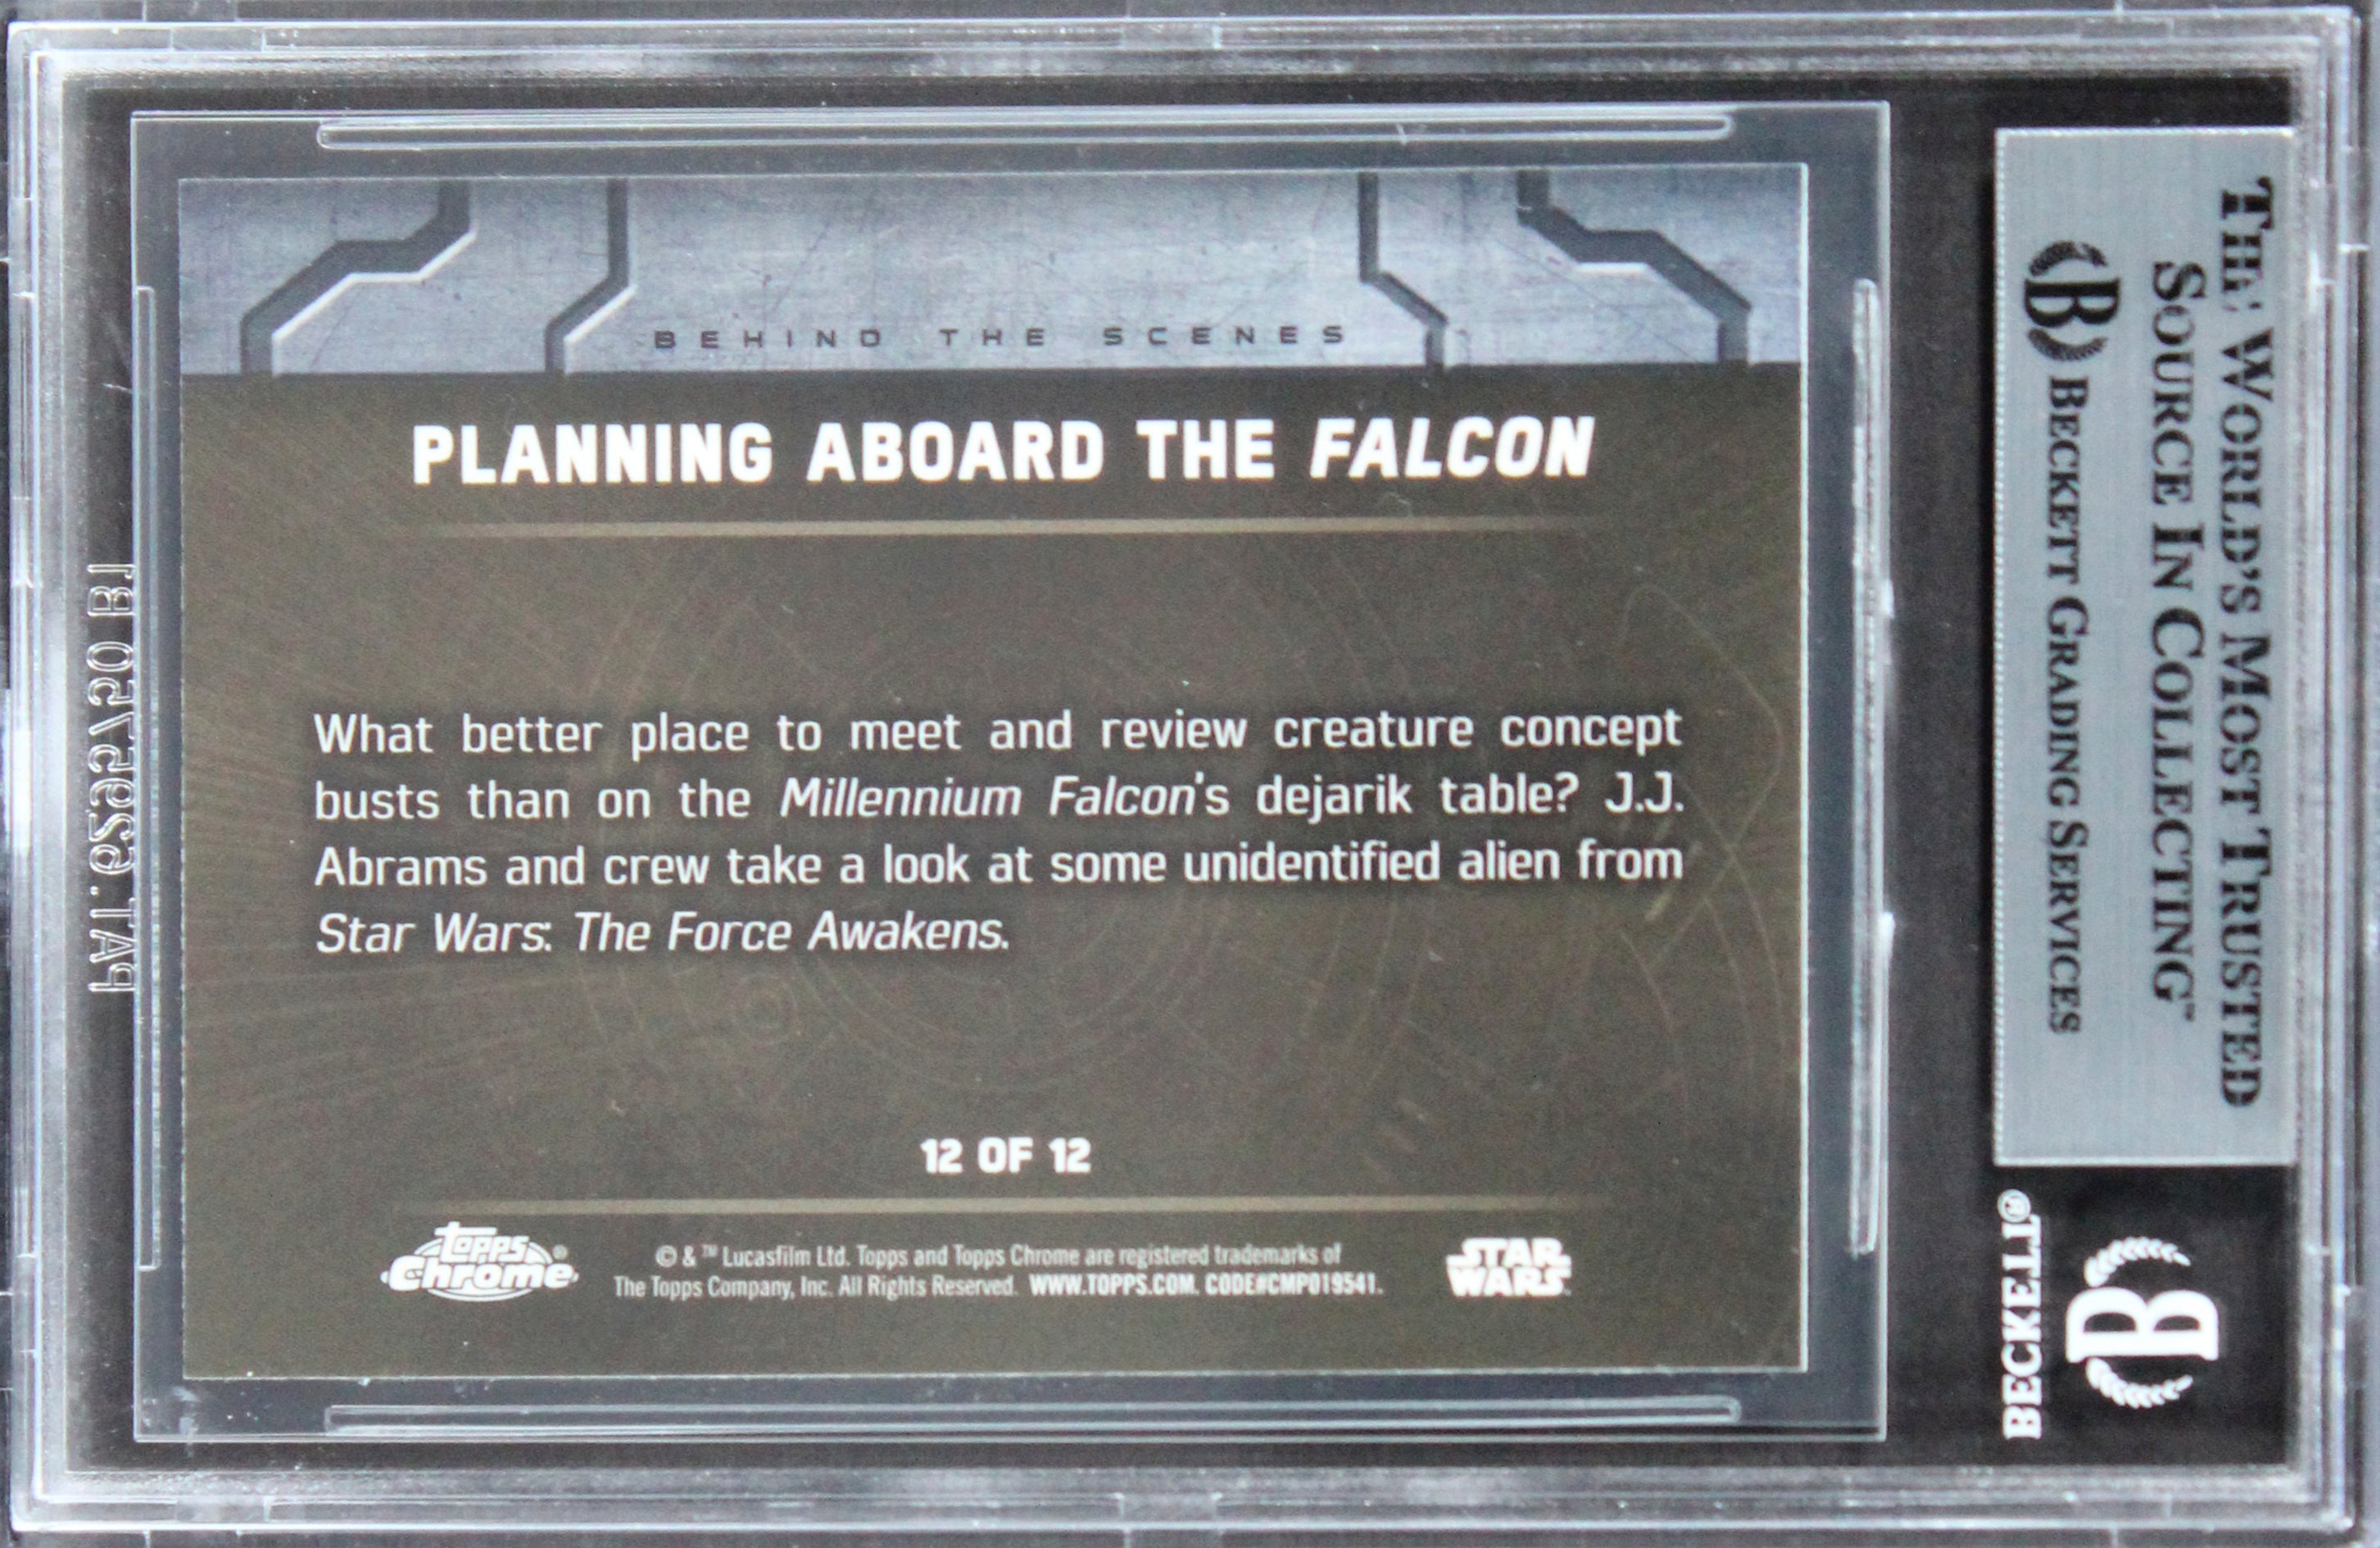 BEHIND THE SCENES
PLANNING ABOARD THE FALCON
What better place to meet and review creature concept
busts than on the Millennium Falcon's dejarik table? J.J.
Abrams and crew take a look at some unidentified alien from
Star Wars: The Force Awakens.
12 OF 12
topps Chrome®
© & ™ Lucasfilm Ltd. Topps and Topps Chrome are registered trademarks of
The Topps Company, Inc. All Rights Reserved. WWW.TOPPS.COM. CODE#CMP019541.
STAR
WARS
THE WORLD'S MOST TRUSTED
SOURCE IN COLLECTING™
B BECKETT GRADING SERVICES
BECKETT®
B